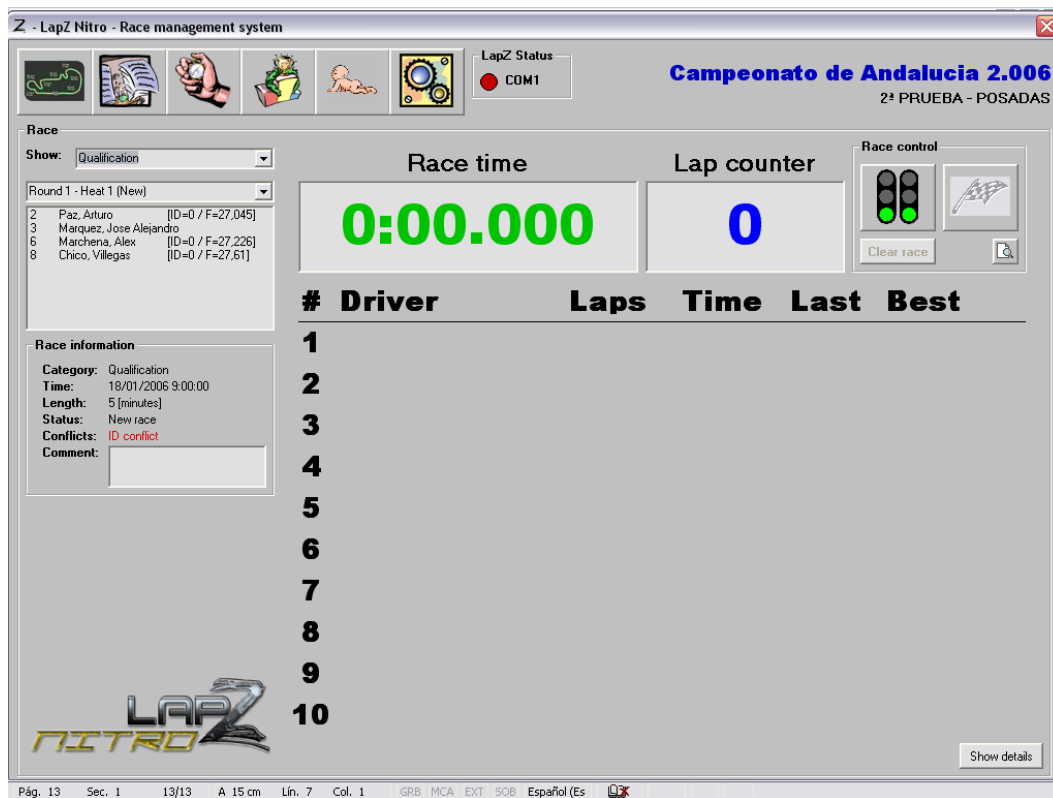 Z - LapZ Nitro - Race management system
LapZ Status
COM1
Campeonato de Andalucia 2.006
2ª PRUEBA - POSADAS
Race
Show: Qualification
Round 1 - Heat 1 (New)
2 Paz, Arturo [ID=0 / F=27,045]
3 Marquez, Jose Alejandro
6 Marchena, Alex [ID=0 / F=27,226]
8 Chico, Villegas [ID=0 / F=27,61]
Race time
0:00.000
Lap counter
0
Race control
Clear race
Race information
Category: Qualification
Time: 18/01/2006 9:00:00
Length: 5 [minutes]
Status: New race
Conflicts: ID conflict
Comment:
# Driver Laps Time Last Best
1
2
3
4
5
6
7
8
9
10
LAPZ
NITRO
Show details
Pág. 13 Sec. 1 13/13 A 15 cm Lín. 7 Col. 1 GRB MCA EXT SOB Español (Es